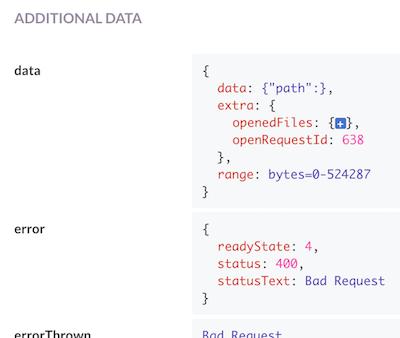 ADDITIONAL DATA
data
{
data: {"path":},
extra: {
openedFiles: {+},
openRequestId: 638
},
range: bytes=0-524287
}
error
{
readyState: 4,
status: 400,
statusText: Bad Request
}
errorThrown
Bad Request